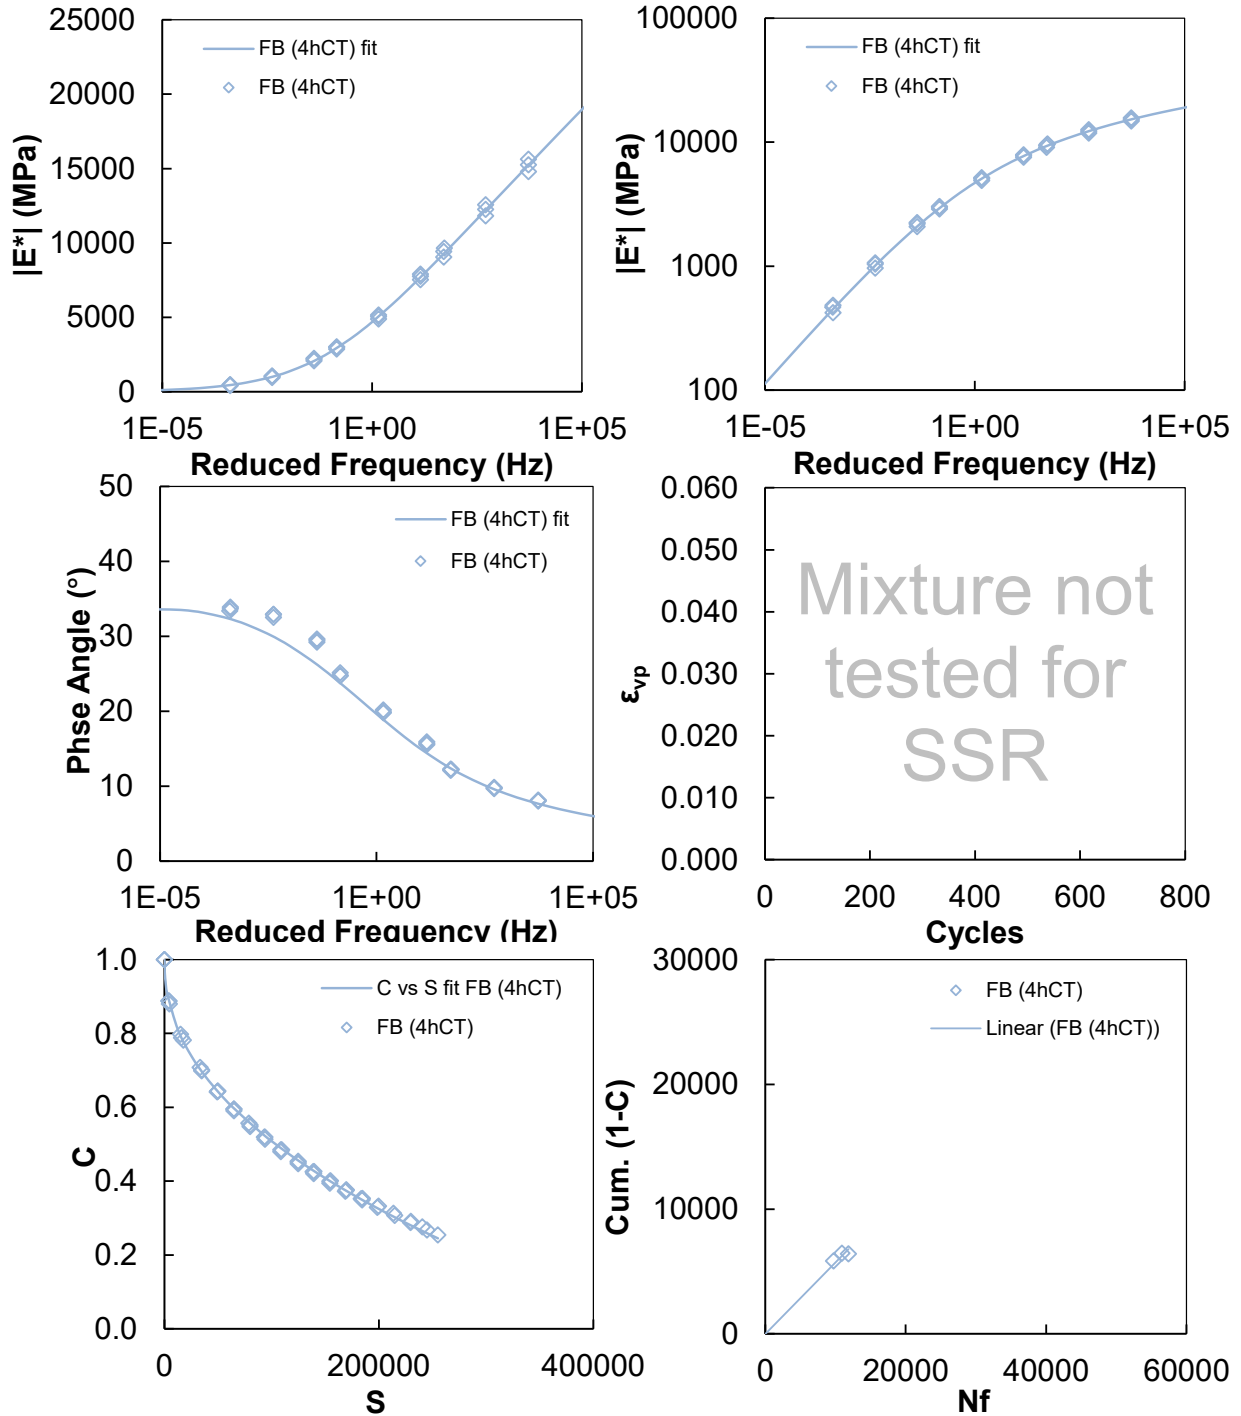 25000
20000
15000
10000
5000
0
|E*| (MPa)
FB (4hCT) fit
FB (4hCT)
1E-05
1E+00
1E+05
Reduced Frequency (Hz)
100000
10000
1000
100
|E*| (MPa)
FB (4hCT) fit
FB (4hCT)
1E-05
1E+00
1E+05
Reduced Frequency (Hz)
50
40
30
20
10
0
Phse Angle (°)
FB (4hCT) fit
FB (4hCT)
1E-05
1E+00
1E+05
Reduced Frequency (Hz)
0.060
0.050
0.040
0.030
0.020
0.010
0.000
εvp
Mixture not
tested for
SSR
0
200
400
600
800
Cycles
1.0
0.8
0.6
0.4
0.2
0.0
C
C vs S fit FB (4hCT)
FB (4hCT)
0
200000
400000
S
30000
20000
10000
0
Cum. (1-C)
FB (4hCT)
Linear (FB (4hCT))
0
20000
40000
60000
Nf